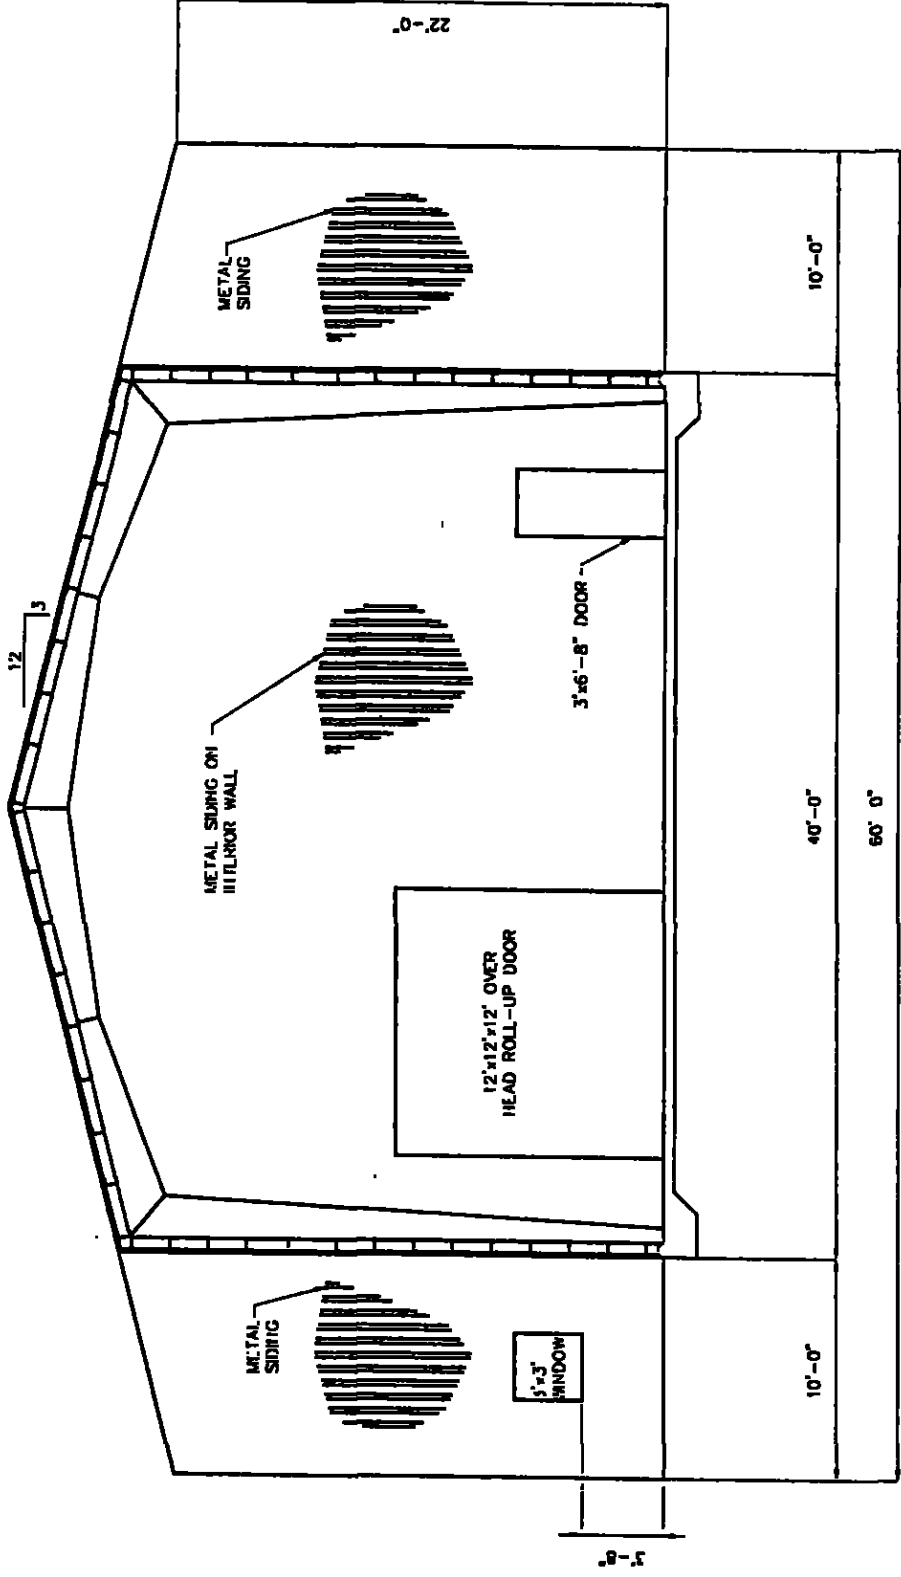 12
3
METAL
SIDING
METAL SIDING ON
INTERIOR WALL
METAL
SIDING
22'-0"
3'x3'
WINDOW
12'x12'x12' OVER
HEAD ROLL-UP DOOR
3'x6'-8" DOOR
3'-8"
10'-0"
40'-0"
10'-0"
60' 0"